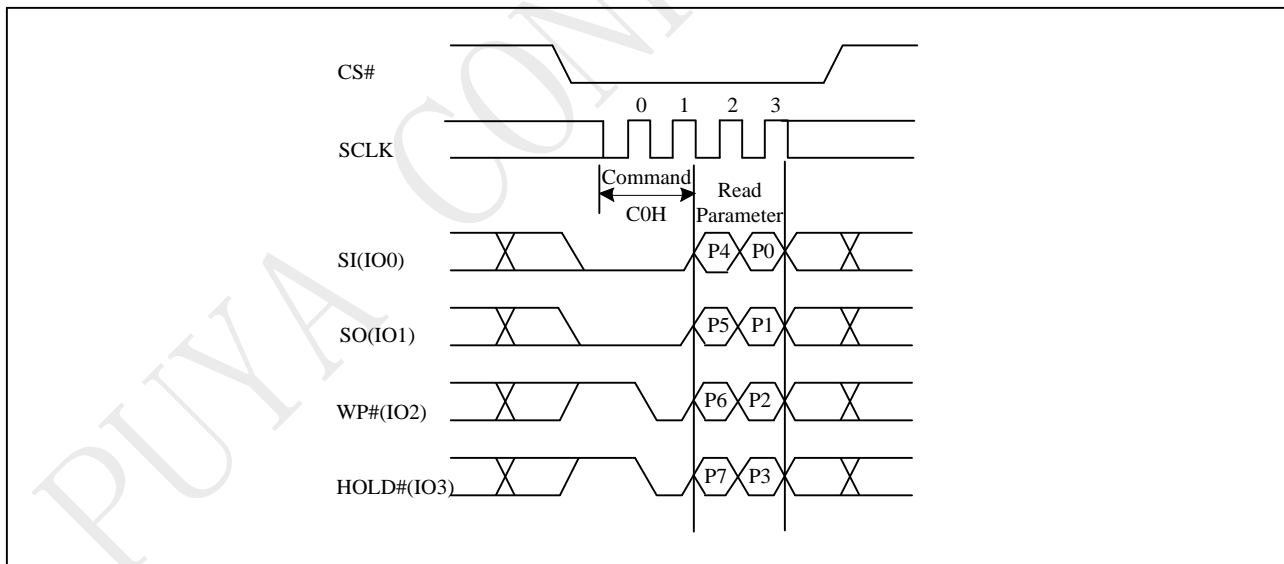 PUYA CON
CS#
0 1 2 3
SCLK
Command
C0H
Read
Parameter
SI(IO0)
P4 P0
SO(IO1)
P5 P1
WP#(IO2)
P6 P2
HOLD#(IO3)
P7 P3